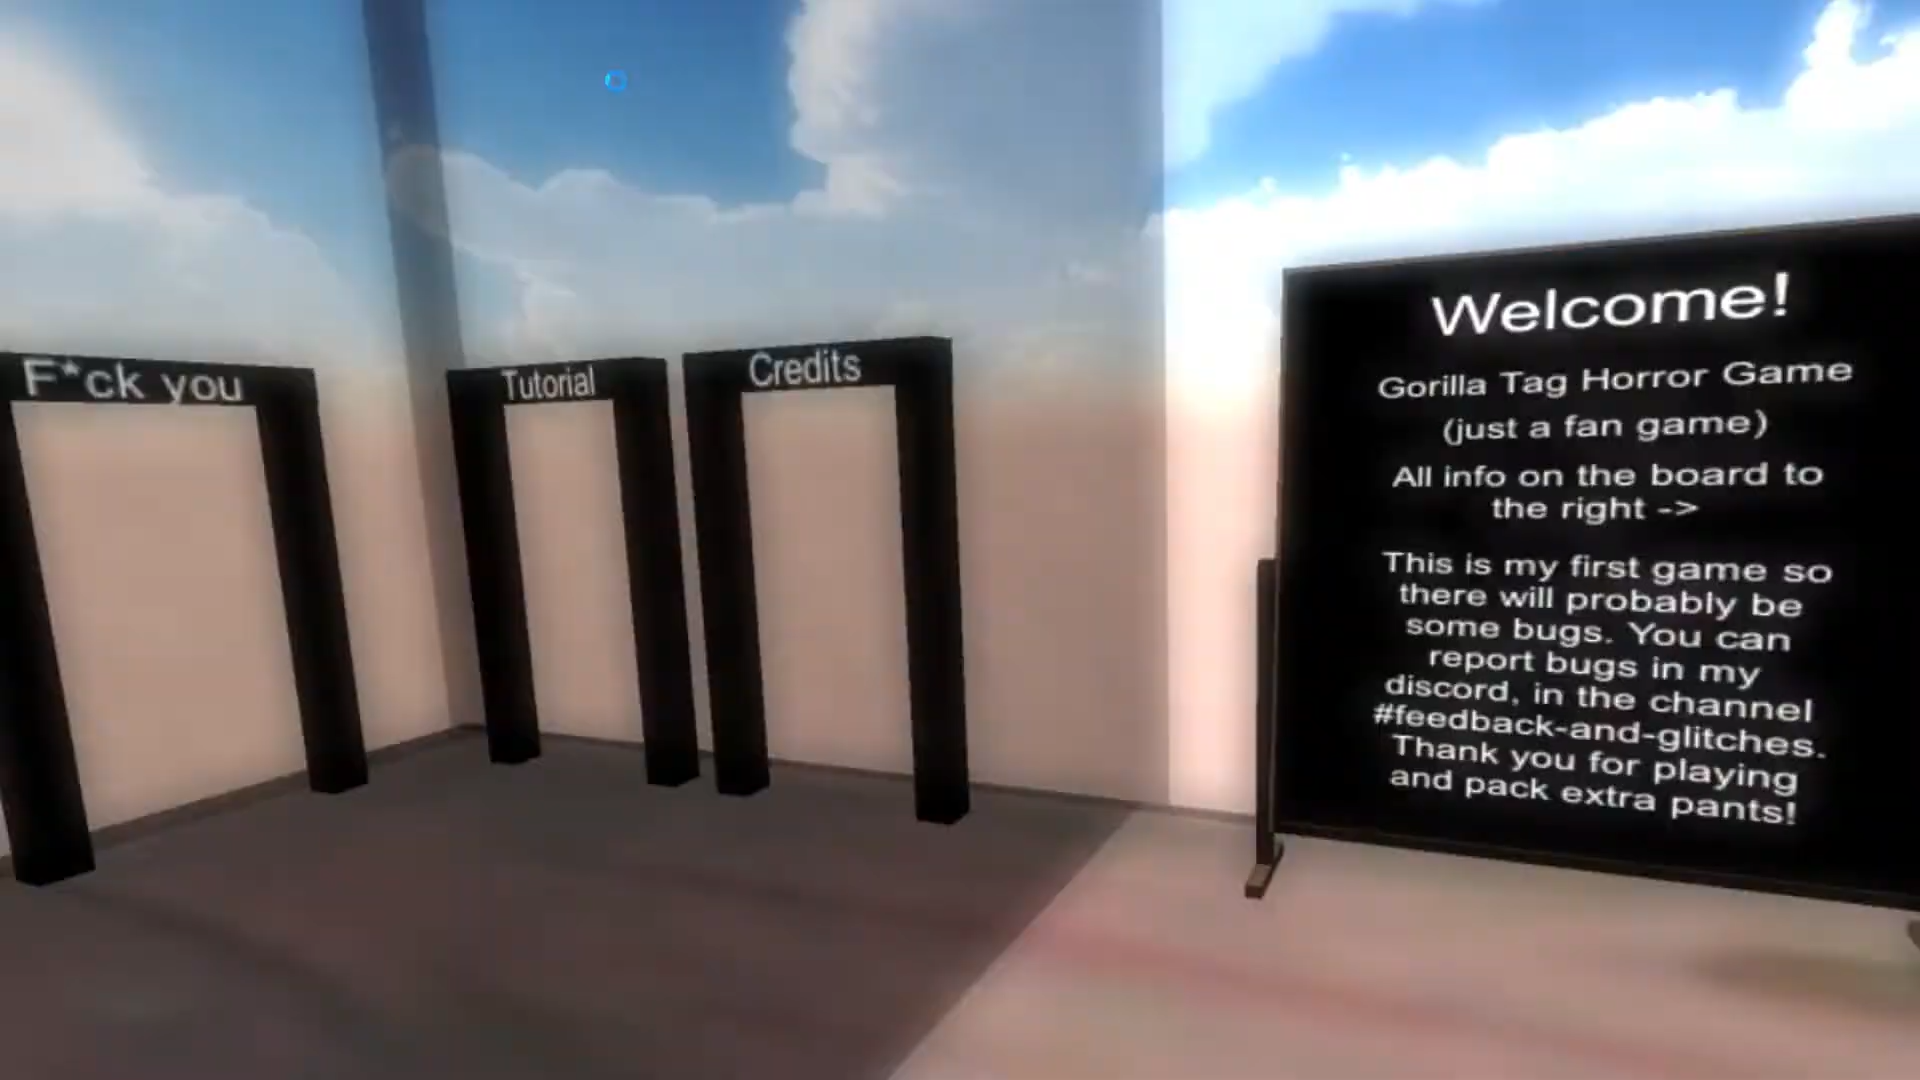 F*ck you
Tutorial
Credits
Welcome!
Gorilla Tag Horror Game
(just a fan game)
All info on the board to
the right ->
This is my first game so
there will probably be
some bugs. You can
report bugs in my
discord, in the channel
#feedback-and-glitches.
Thank you for playing
and pack extra pants!